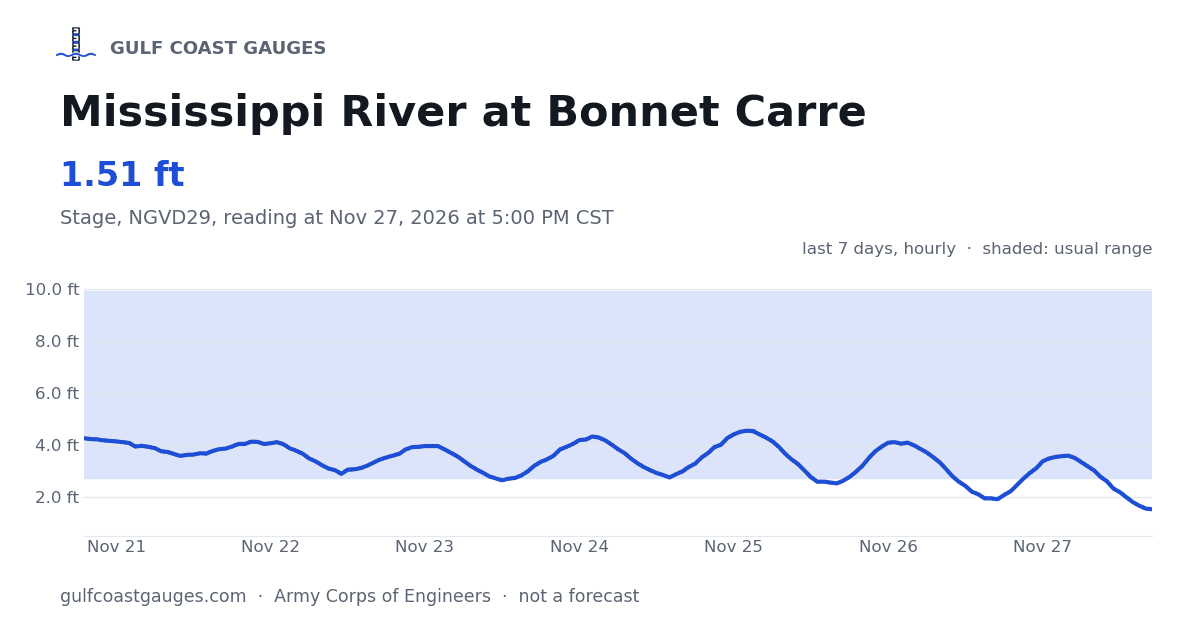 GULF COAST GAUGES
Mississippi River at Bonnet Carre
1.51 ft
Stage, NGVD29, reading at Nov 27, 2026 at 5:00 PM CST
last 7 days, hourly · shaded: usual range
10.0 ft
8.0 ft
6.0 ft
4.0 ft
2.0 ft
Nov 21 Nov 22 Nov 23 Nov 24 Nov 25 Nov 26 Nov 27
gulfcoastgauges.com · Army Corps of Engineers · not a forecast